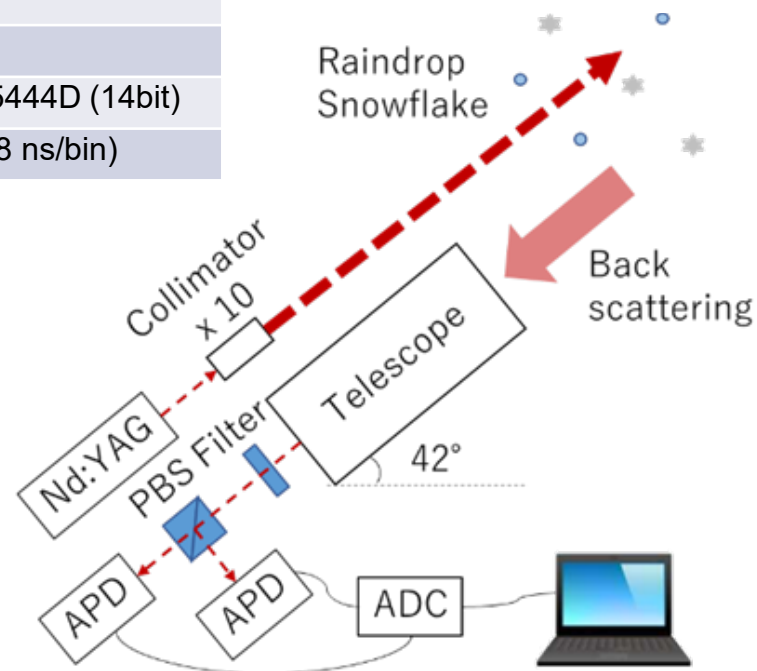 5444D (14bit)
8 ns/bin)
Raindrop
Snowflake
Back
scattering
Collimator
x 10
Telescope
42°
Nd:YAG
PBS Filter
APD
APD
ADC